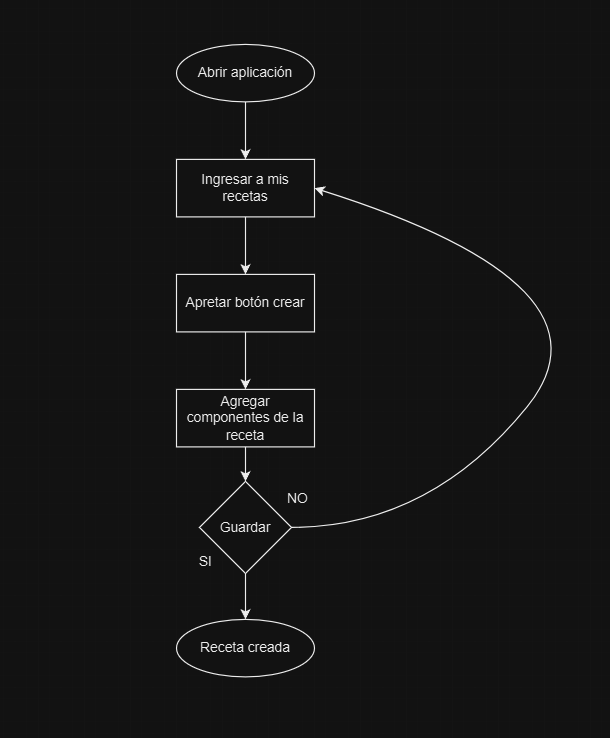 Abrir aplicación
Ingresar a mis
recetas
Apretar botón crear
Agregar
componentes de la
receta
NO
Guardar
SI
Receta creada